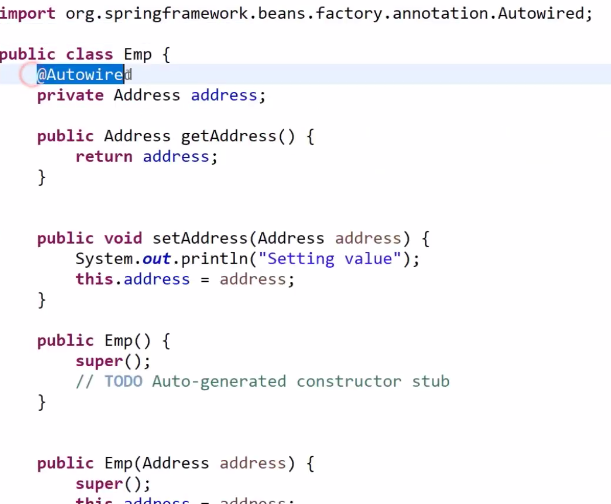 import org.springframework.beans.factory.annotation.Autowired;
public class Emp {
@Autowired
private Address address;
public Address getAddress() {
return address;
}
public void setAddress(Address address) {
System.out.println("Setting value");
this.address = address;
}
public Emp() {
super();
// TODO Auto-generated constructor stub
}
public Emp(Address address) {
super();
this.address = address;